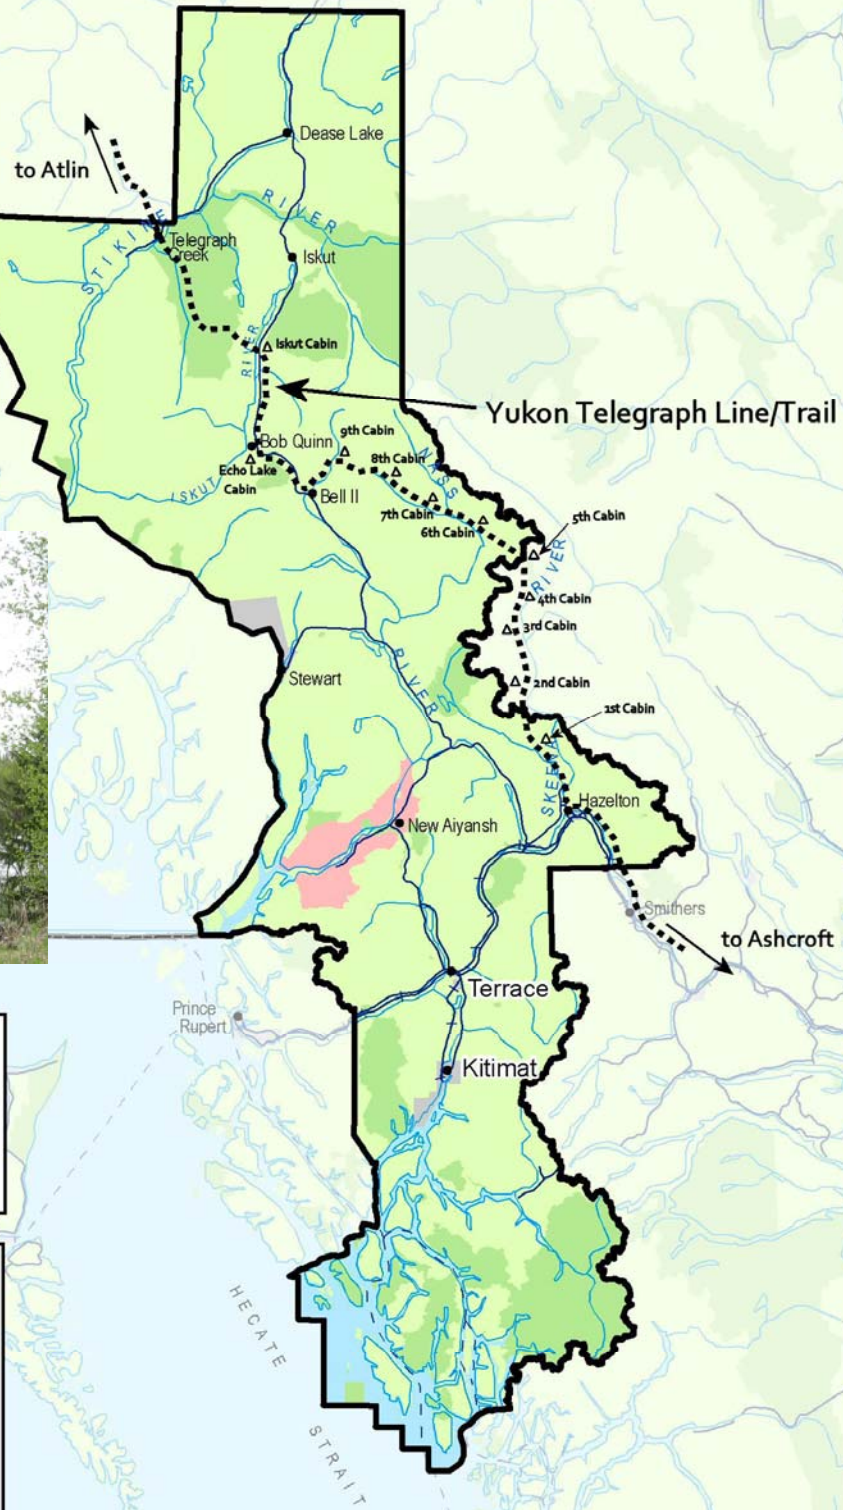 Dease Lake
to Atlin
RIVER
STIKINE
Telegraph
Creek
Iskut
Iskut Cabin
RIVER
Yukon Telegraph Line/Trail
9th Cabin
Bob Quinn
8th Cabin
NASS
Echo Lake
Cabin
ISKUT
Bell II
7th Cabin
6th Cabin
5th Cabin
RIVER
4th Cabin
3rd Cabin
RIVER
Stewart
2nd Cabin
1st Cabin
SKEENA
Hazelton
New Aiyansh
Smithers
to Ashcroft
Terrace
Prince
Rupert
Kitimat
HECATE
STRAIT